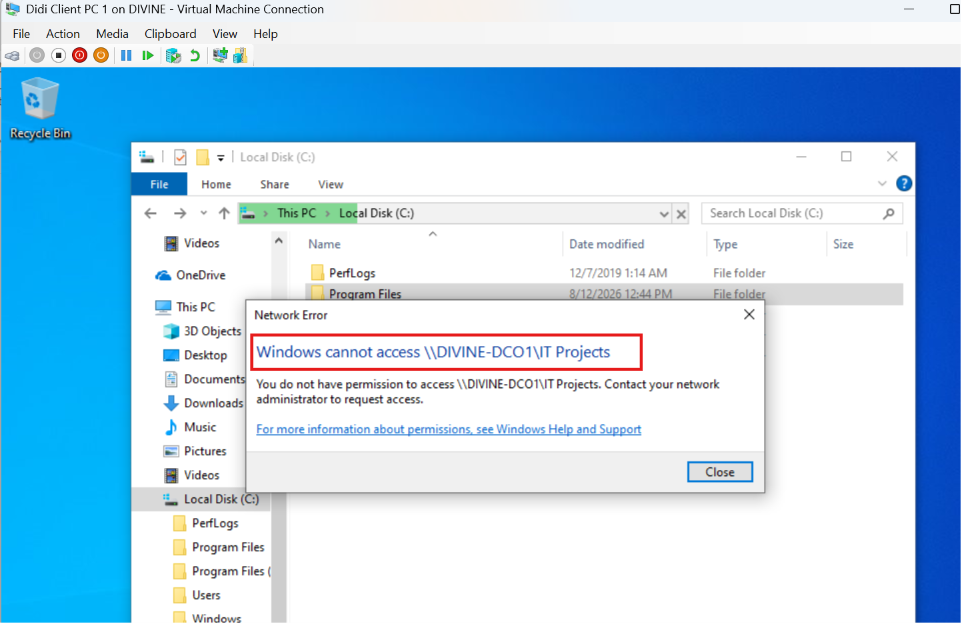 Didi Client PC 1 on DIVINE - Virtual Machine Connection
File Action Media Clipboard View Help
Recycle Bin
Local Disk (C:)
File Home Share View
This PC > Local Disk (C:)
Search Local Disk (C:)
Name Date modified Type Size
Videos
OneDrive
This PC
3D Objects
Desktop
Documents
Downloads
Music
Pictures
Videos
Local Disk (C:)
PerfLogs
Program Files
Program Files (
Users
Windows
PerfLogs 12/7/2019 1:14 AM File folder
Program Files 8/12/2026 12:44 PM File folder
Network Error
Windows cannot access \\DIVINE-DCO1\IT Projects
You do not have permission to access \\DIVINE-DCO1\IT Projects. Contact your network
administrator to request access.
For more information about permissions, see Windows Help and Support
Close